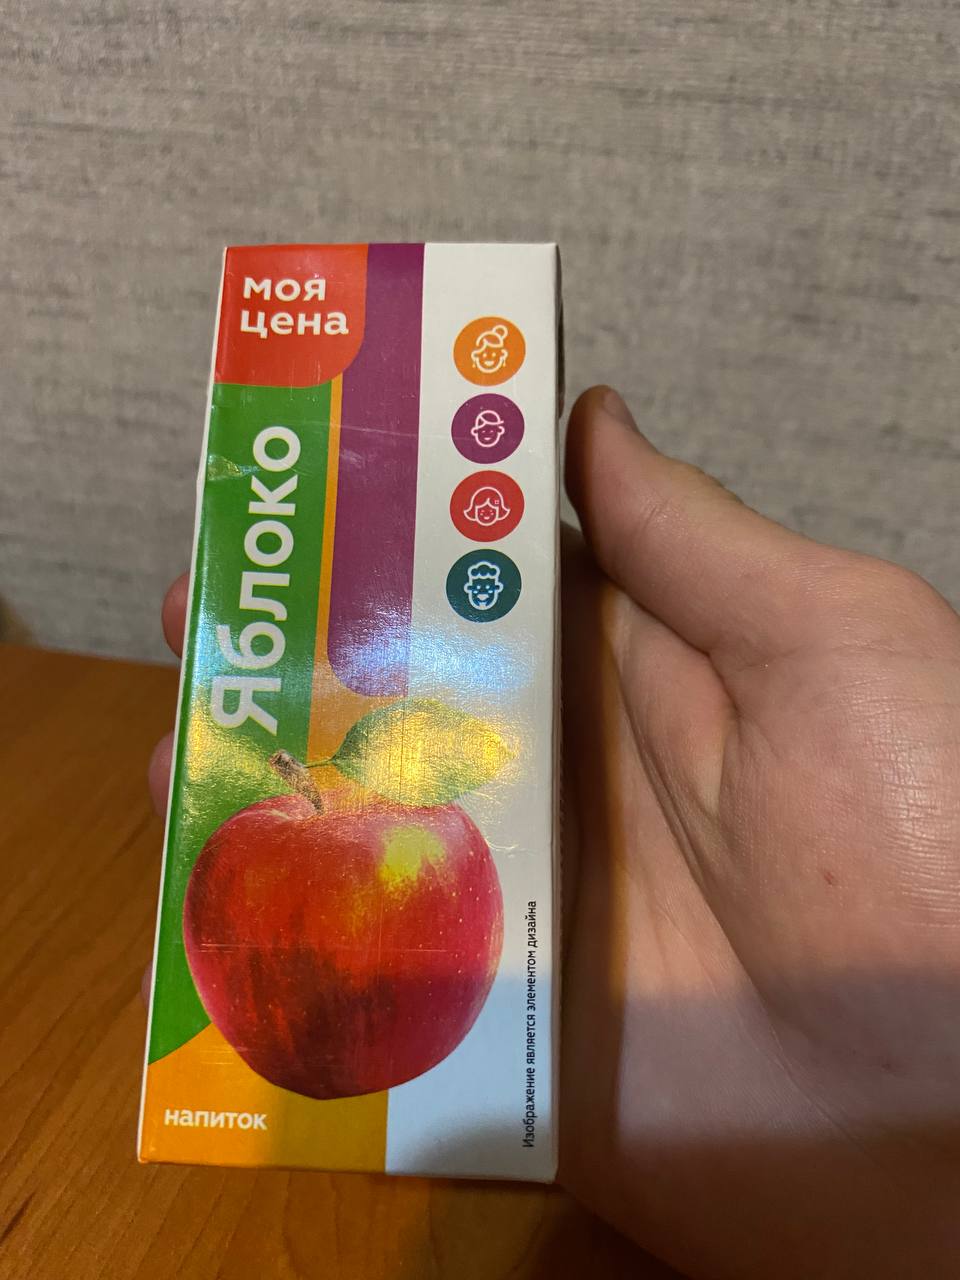 моя
цена
Яблоко
напиток
Изображение является элементом дизайна